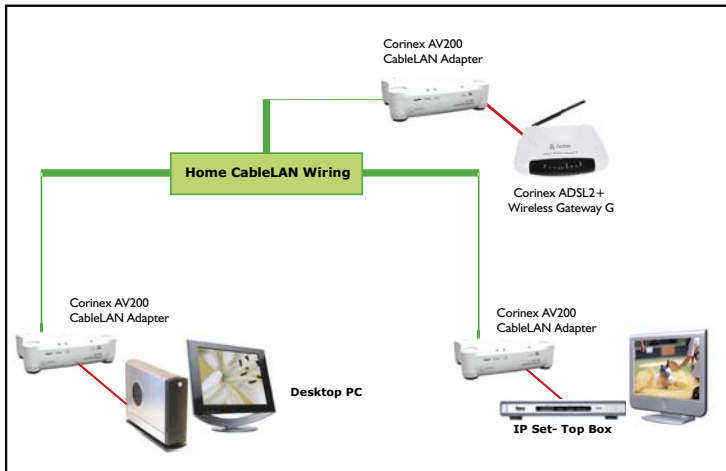 Corinex AV200
CableLAN Adapter
Corinex
Home CableLAN Wiring
Corinex ADSL2+
Wireless Gateway G
Corinex AV200
CableLAN Adapter
Corinex AV200
CableLAN Adapter
Desktop PC
IP Set- Top Box